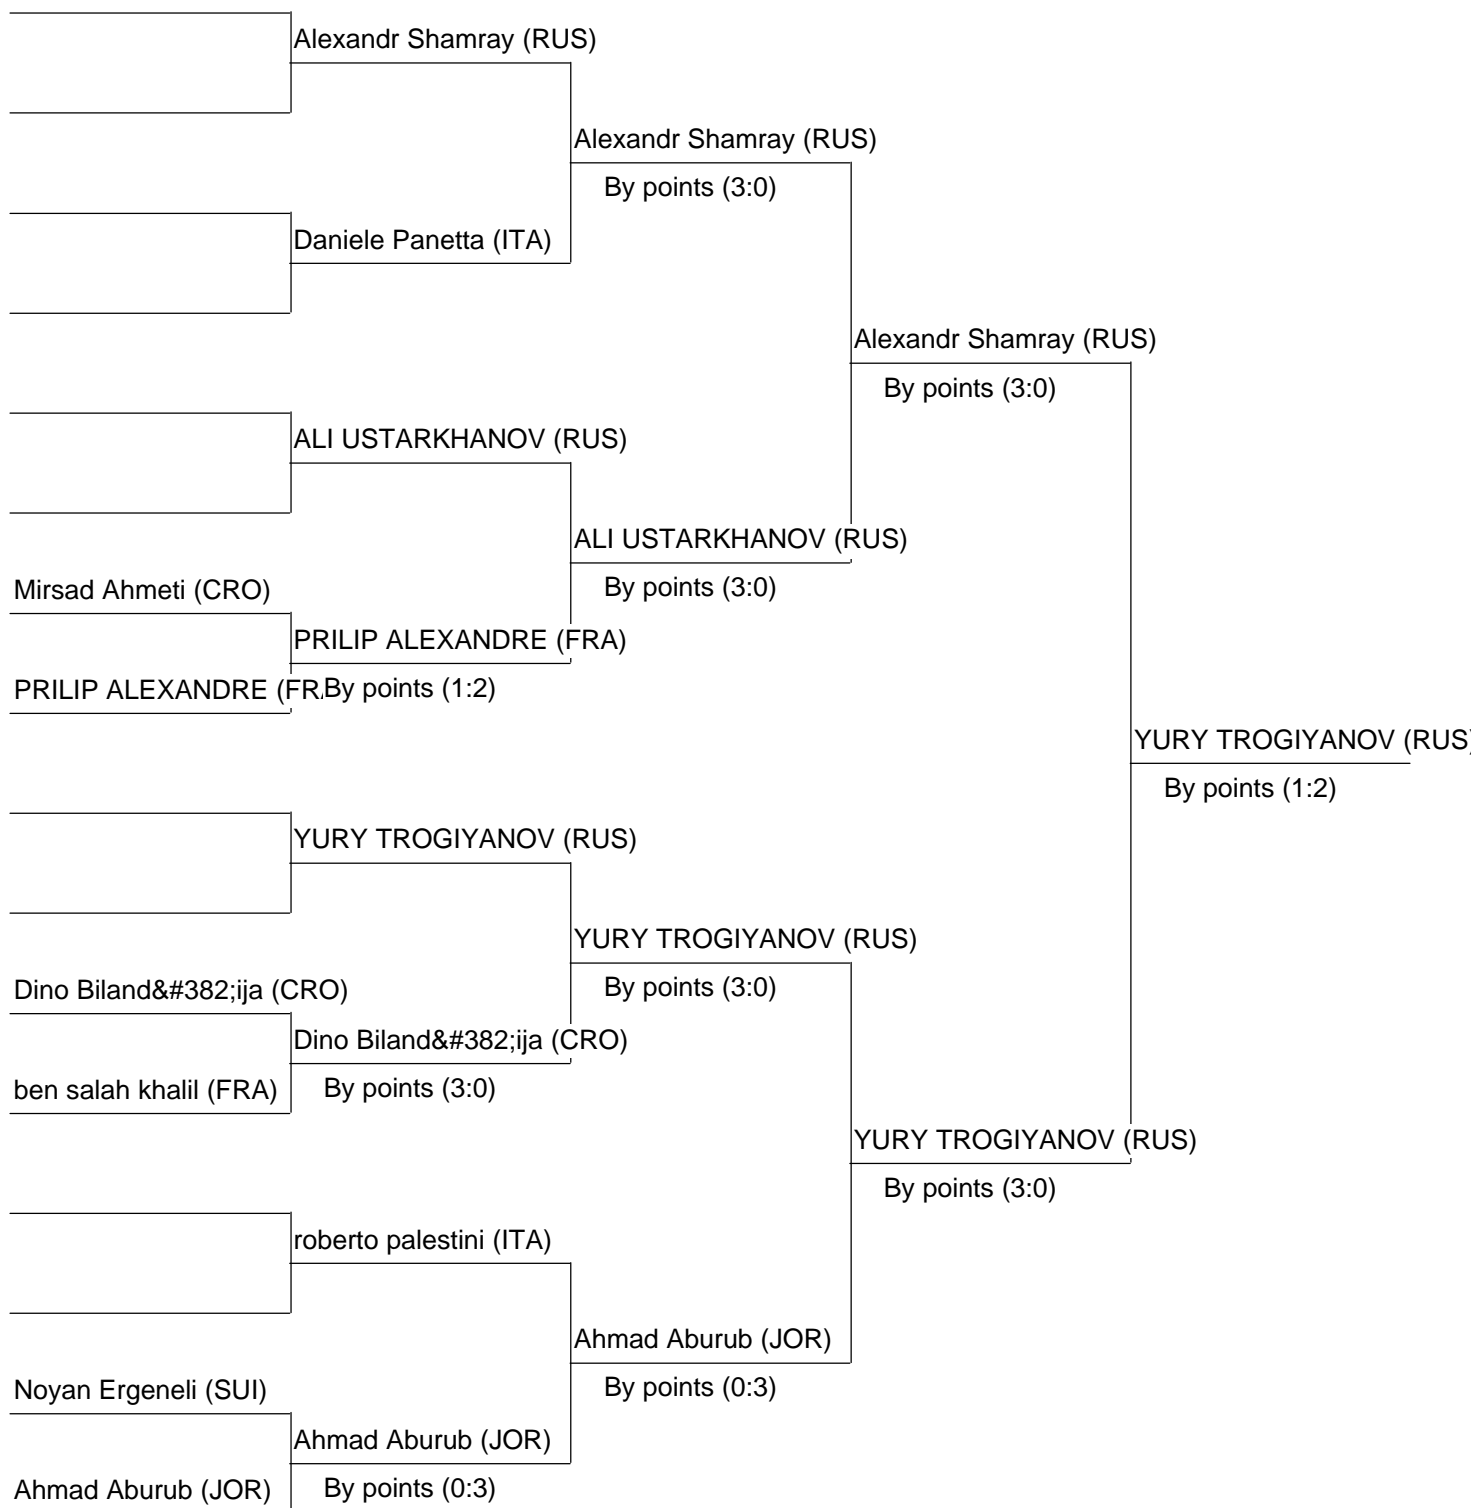 Alexandr Shamray (RUS)
Alexandr Shamray (RUS)
By points (3:0)
Daniele Panetta (ITA)
Alexandr Shamray (RUS)
By points (3:0)
ALI USTARKHANOV (RUS)
ALI USTARKHANOV (RUS)
By points (3:0)
Mirsad Ahmeti (CRO)
PRILIP ALEXANDRE (FRA)
PRILIP ALEXANDRE (FRA
By points (1:2)
YURY TROGIYANOV (RUS)
By points (1:2)
YURY TROGIYANOV (RUS)
YURY TROGIYANOV (RUS)
By points (3:0)
Dino Biland&#382;ija (CRO)
Dino Biland&#382;ija (CRO)
ben salah khalil (FRA)
By points (3:0)
YURY TROGIYANOV (RUS)
By points (3:0)
roberto palestini (ITA)
Ahmad Aburub (JOR)
By points (0:3)
Noyan Ergeneli (SUI)
Ahmad Aburub (JOR)
Ahmad Aburub (JOR)
By points (0:3)